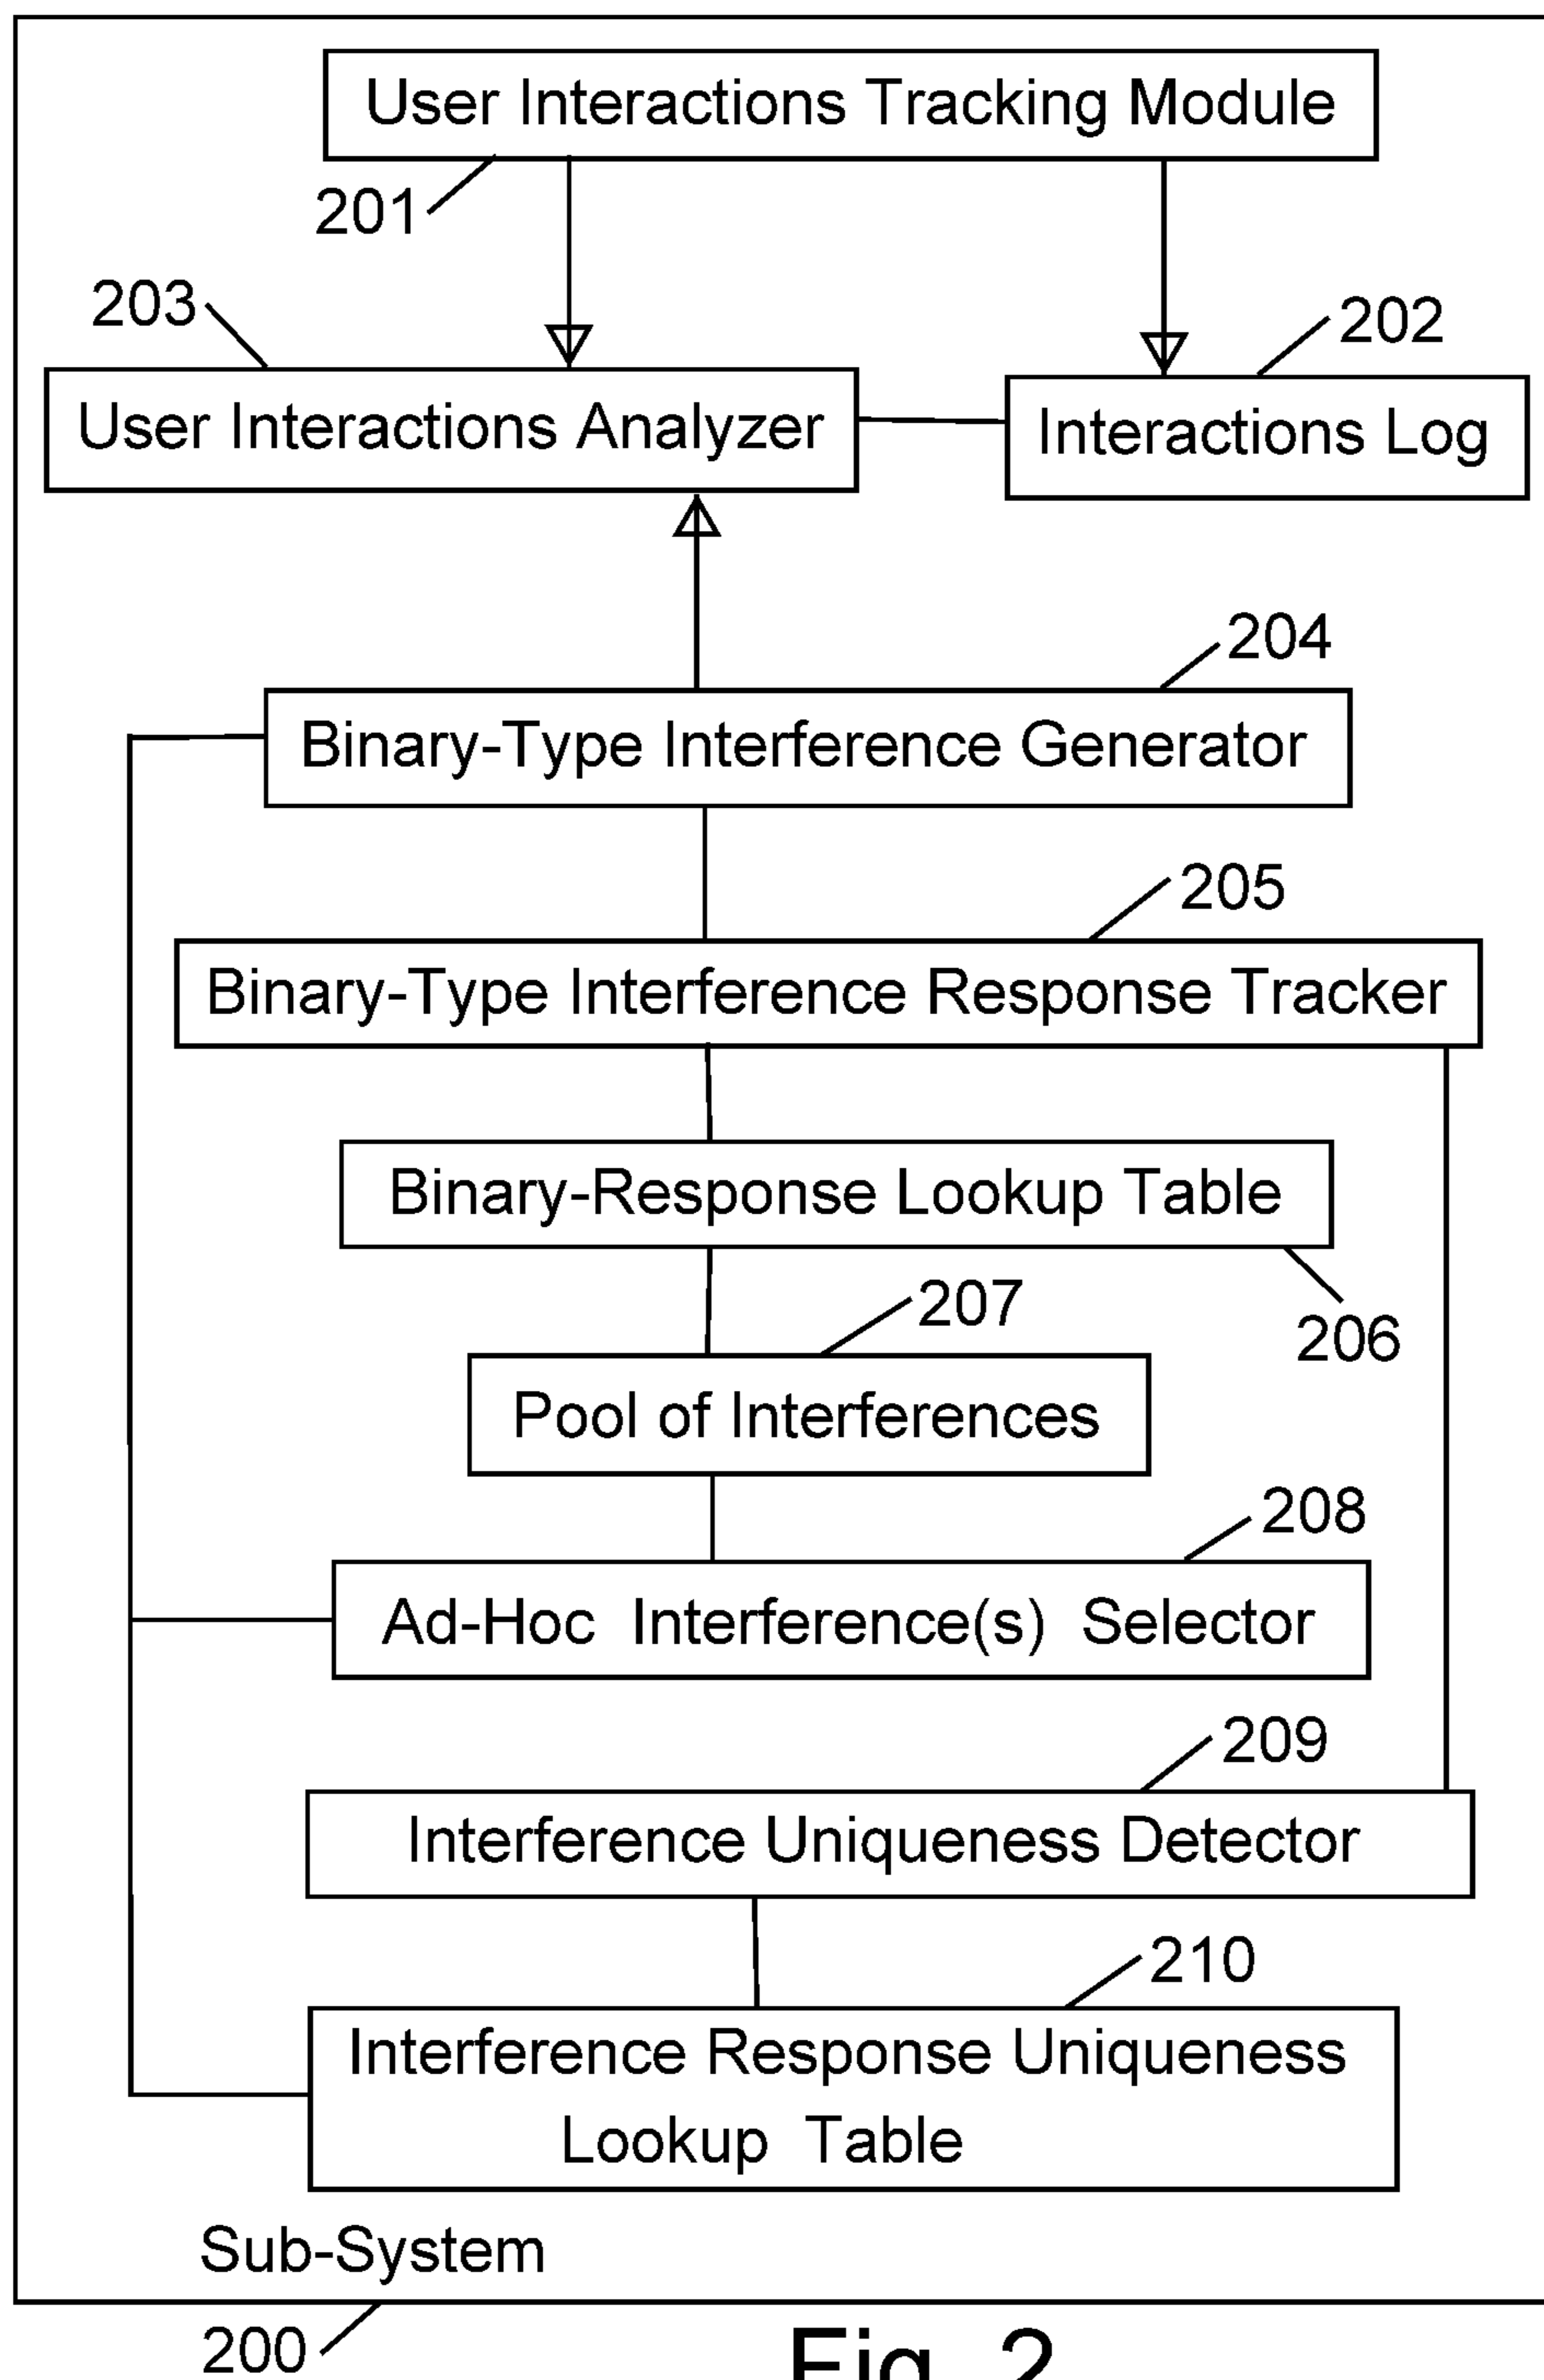 User Interactions Tracking Module
201
203
202
User Interactions Analyzer
Interactions Log
204
Binary-Type Interference Generator
205
Binary-Type Interference Response Tracker
Binary-Response Lookup Table
207
206
Pool of Interferences
208
Ad-Hoc Interference(s) Selector
209
Interference Uniqueness Detector
210
Interference Response Uniqueness
Lookup Table
Sub-System
200
Fig. 2